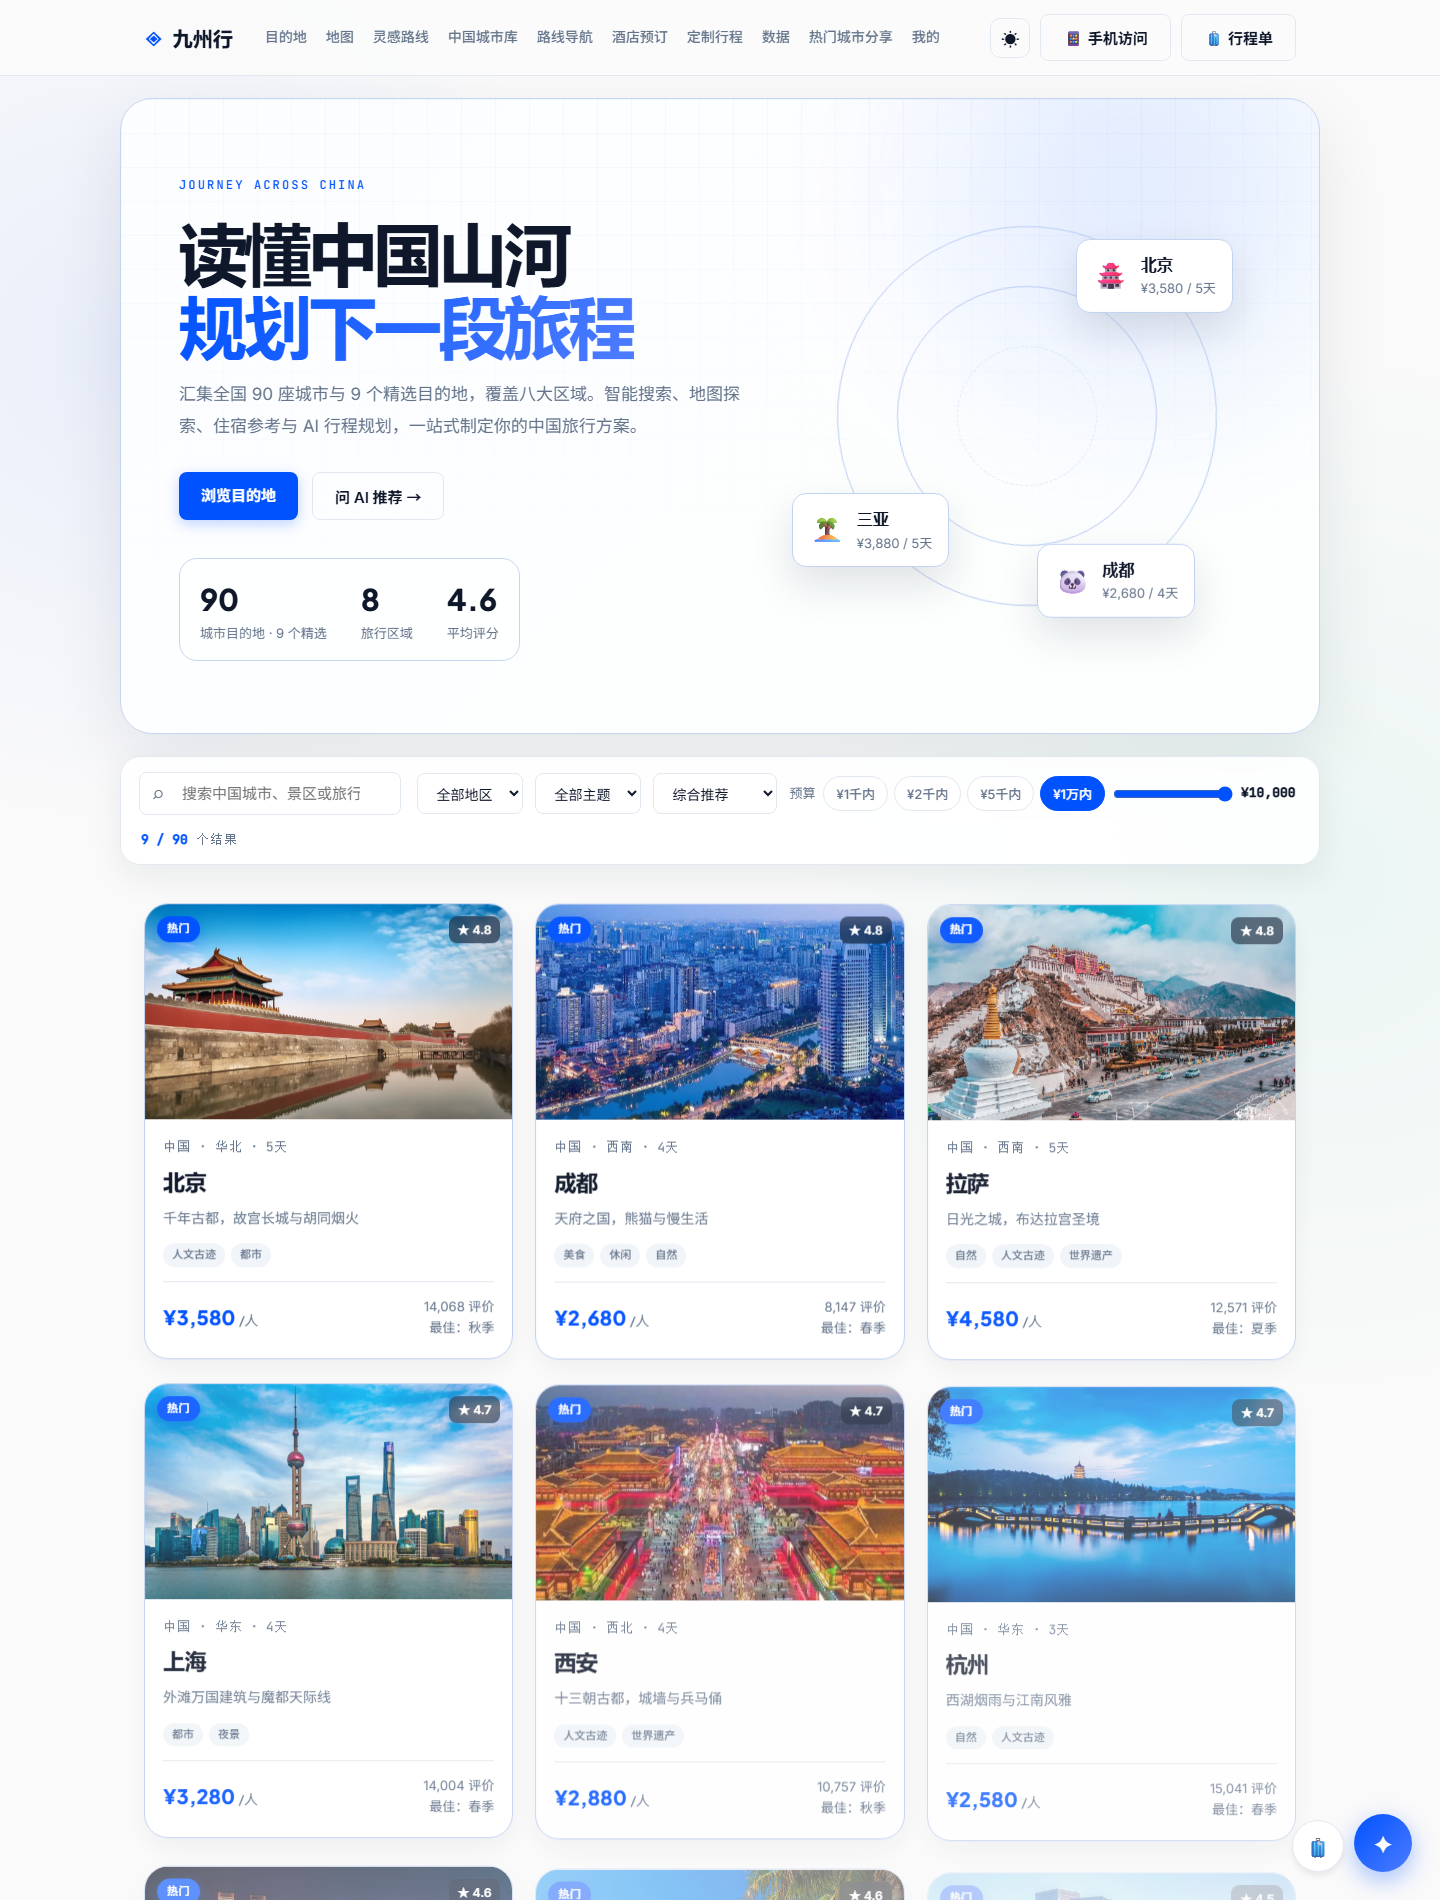 九州行
目的地 地图 灵感路线 中国城市库 路线导航 酒店预订 定制行程 数据 热门城市分享 我的
手机访问
行程单
JOURNEY ACROSS CHINA
读懂中国山河
规划下一段旅程
汇集全国 90 座城市与 9 个精选目的地，覆盖八大区域。智能搜索、地图探
索、住宿参考与 AI 行程规划，一站式制定你的中国旅行方案。
浏览目的地
问 AI 推荐 →
90 8 4.6
城市目的地 · 9 个精选 旅行区域 平均评分
北京
¥3,580 / 5天
三亚
¥3,880 / 5天
成都
¥2,680 / 4天
搜索中国城市、景区或旅行
全部地区 全部主题 综合推荐 预算 ¥1千内 ¥2千内 ¥5千内 ¥1万内 ¥10,000
9 / 90 个结果
热门 ★ 4.8
中国 · 华北 · 5天
北京
千年古都，故宫长城与胡同烟火
人文古迹 都市
¥3,580 /人
14,068 评价
最佳：秋季
热门 ★ 4.8
中国 · 西南 · 4天
成都
天府之国，熊猫与慢生活
美食 休闲 自然
¥2,680 /人
8,147 评价
最佳：春季
热门 ★ 4.8
中国 · 西南 · 5天
拉萨
日光之城，布达拉宫圣境
自然 人文古迹 世界遗产
¥4,580 /人
12,571 评价
最佳：夏季
热门 ★ 4.7
中国 · 华东 · 4天
上海
外滩万国建筑与魔都天际线
都市 夜景
¥3,280 /人
14,004 评价
最佳：春季
热门 ★ 4.7
中国 · 西北 · 4天
西安
十三朝古都，城墙与兵马俑
人文古迹 世界遗产
¥2,880 /人
10,757 评价
最佳：秋季
热门 ★ 4.7
中国 · 华东 · 3天
杭州
西湖烟雨与江南风雅
自然 人文古迹
¥2,580 /人
15,041 评价
最佳：春季
热门 ★ 4.6
热门 ★ 4.6
热门 ★ 4.5